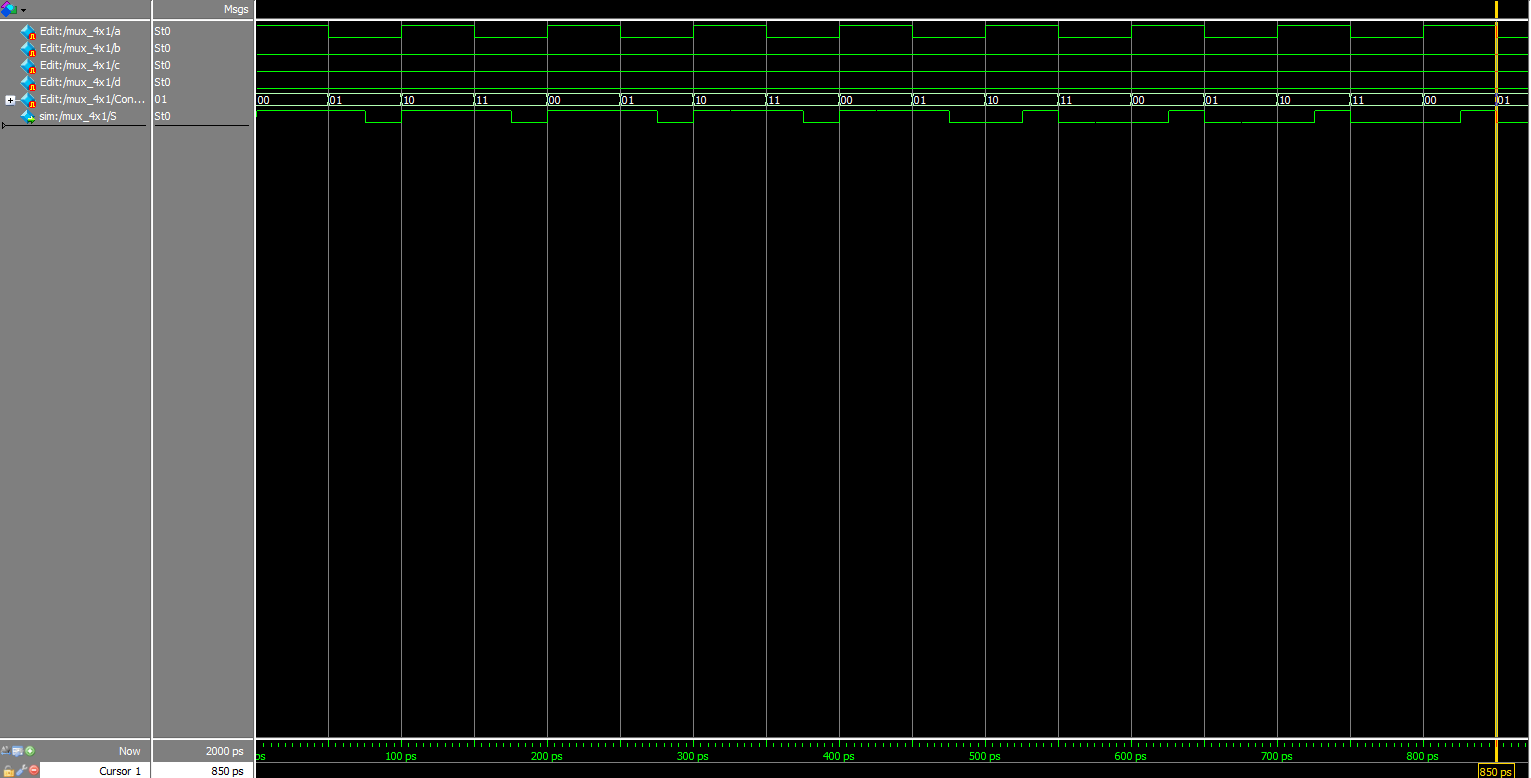 Msgs
Edit:/mux_4x1/a St0
Edit:/mux_4x1/b St0
Edit:/mux_4x1/c St0
Edit:/mux_4x1/d St0
Edit:/mux_4x1/Con... 01 00 01 10 11 00 01 10 11 00 01 10 11 00 01 10 11 00 01
sim:/mux_4x1/S St0
Now 2000 ps ps 100 ps 200 ps 300 ps 400 ps 500 ps 600 ps 700 ps 800 ps
Cursor 1 850 ps 850 ps